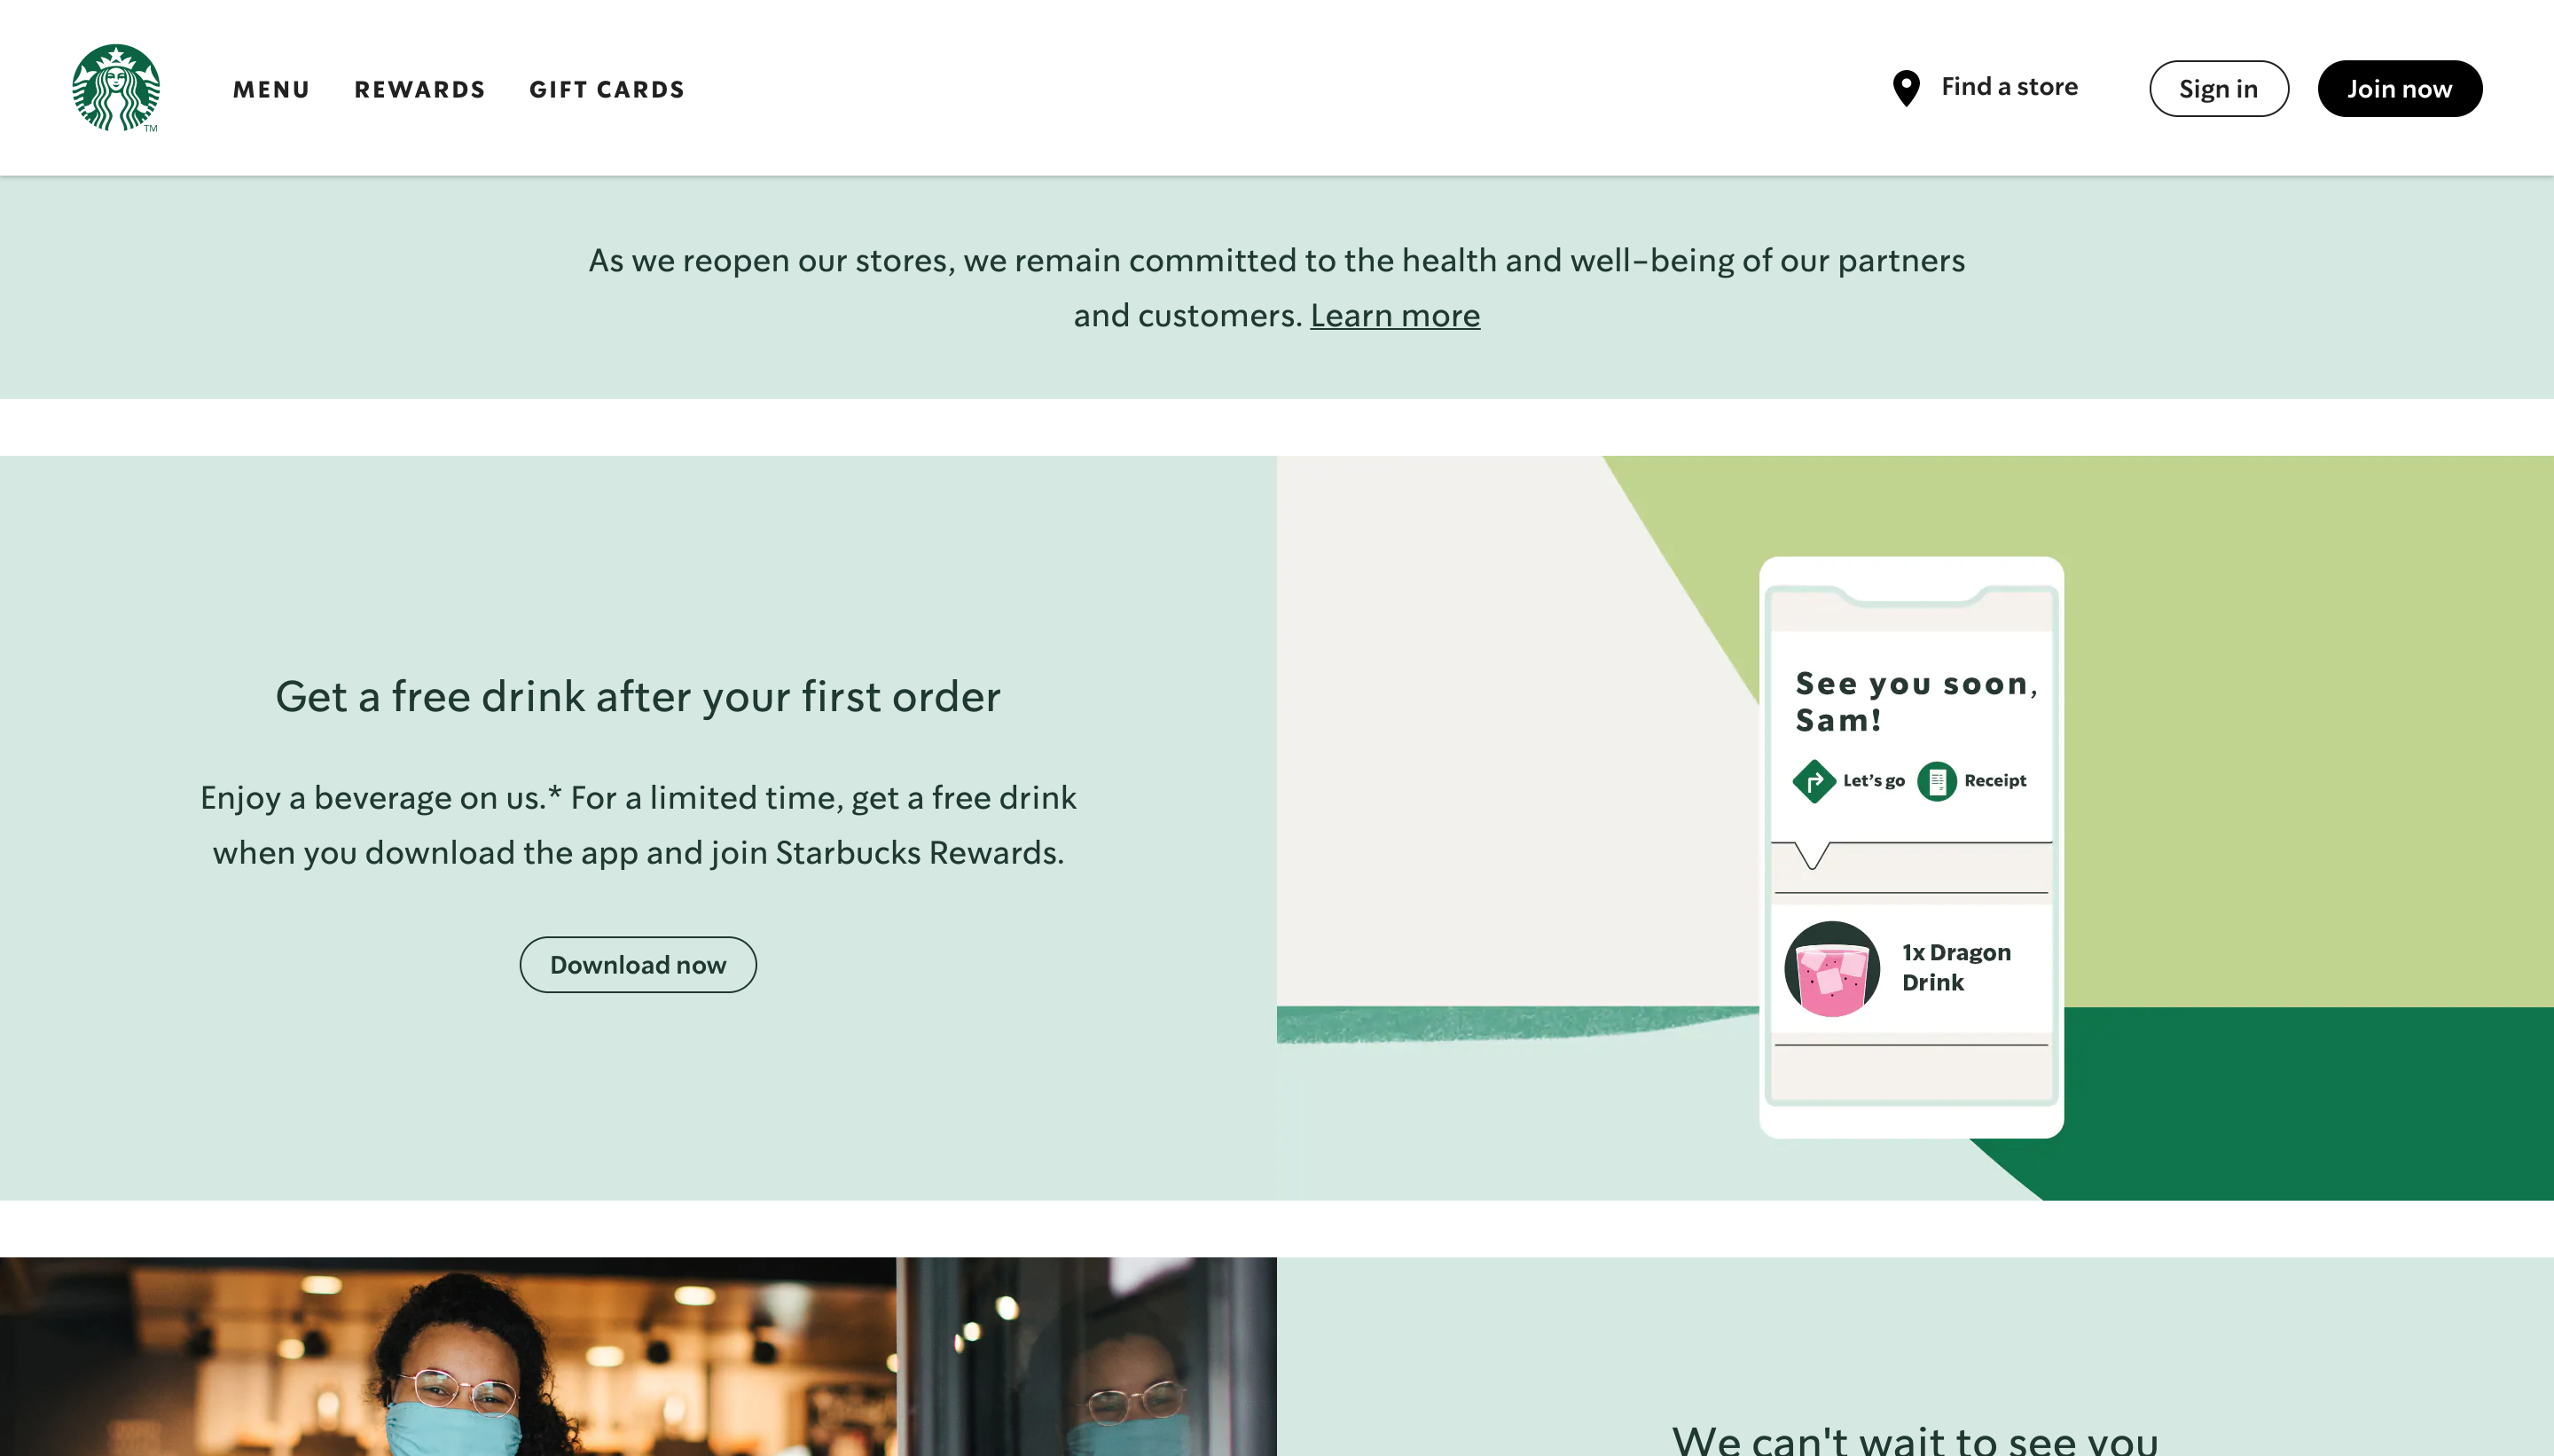 TM
MENU REWARDS GIFT CARDS Find a store Sign in Join now
As we reopen our stores, we remain committed to the health and well-being of our partners
and customers. Learn more
Get a free drink after your first order
Enjoy a beverage on us.* For a limited time, get a free drink
when you download the app and join Starbucks Rewards.
Download now
See you soon,
Sam!
Let's go Receipt
1x Dragon
Drink
We can't wait to see you